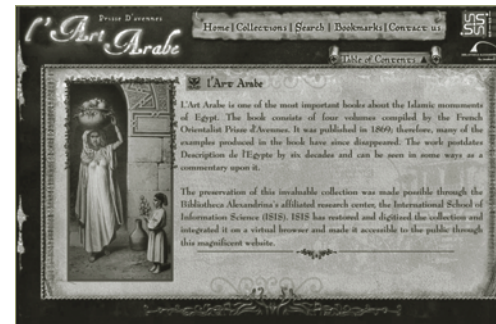 Prisse D'avennes
l'Art Arabe
Home | Collections | Search | Bookmarks | Contact us
Table of Contents ▲
l'Art Arabe
L'Art Arabe is one of the most important books about the Islamic monuments
of Egypt. The book consists of four volumes compiled by the French
Orientalist Prisse d'Avennes. It was published in 1869; therefore, many of the
examples produced in the book have since disappeared. The work postdates
Description de l'Egypte by six decades and can be seen in some ways as a
commentary upon it.
The preservation of this invaluable collection was made possible through the
Bibliotheca Alexandrina's affiliated research center, the International School of
Information Science (ISIS). ISIS has restored and digitized the collection and
integrated it on a virtual browser and made it accessible to the public through
this magnificent website.